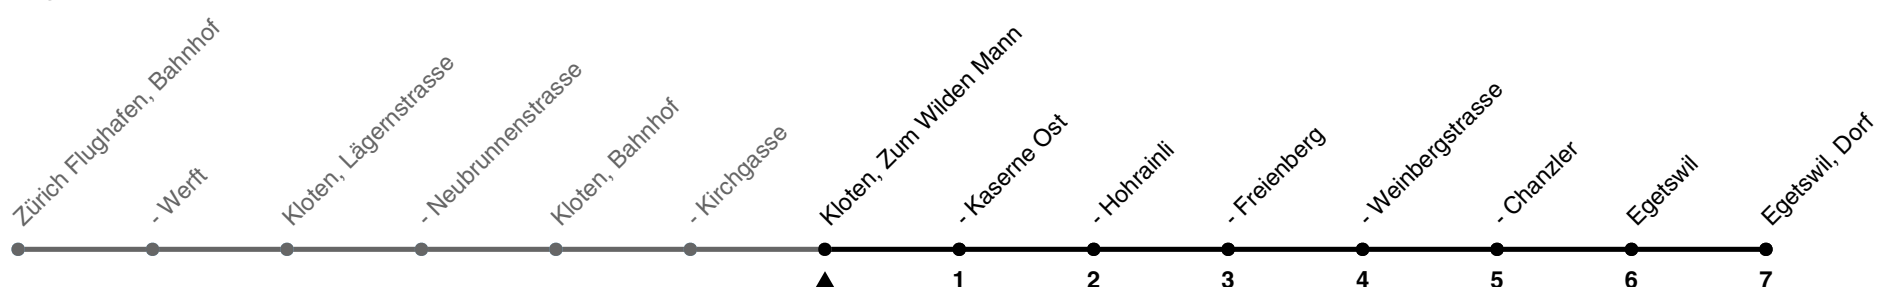 Zürich Flughafen, Bahnhof
- Werft
Kloten, Lägernstrasse
- Neubrunnenstrasse
Kloten, Bahnhof
- Kirchgasse
Kloten, Zum Wilden Mann
- Kaserne Ost
- Hohrainli
- Freienberg
- Weinbergstrasse
- Chanzler
Egetswil
Egetswil, Dorf
1 2 3 4 5 6 7